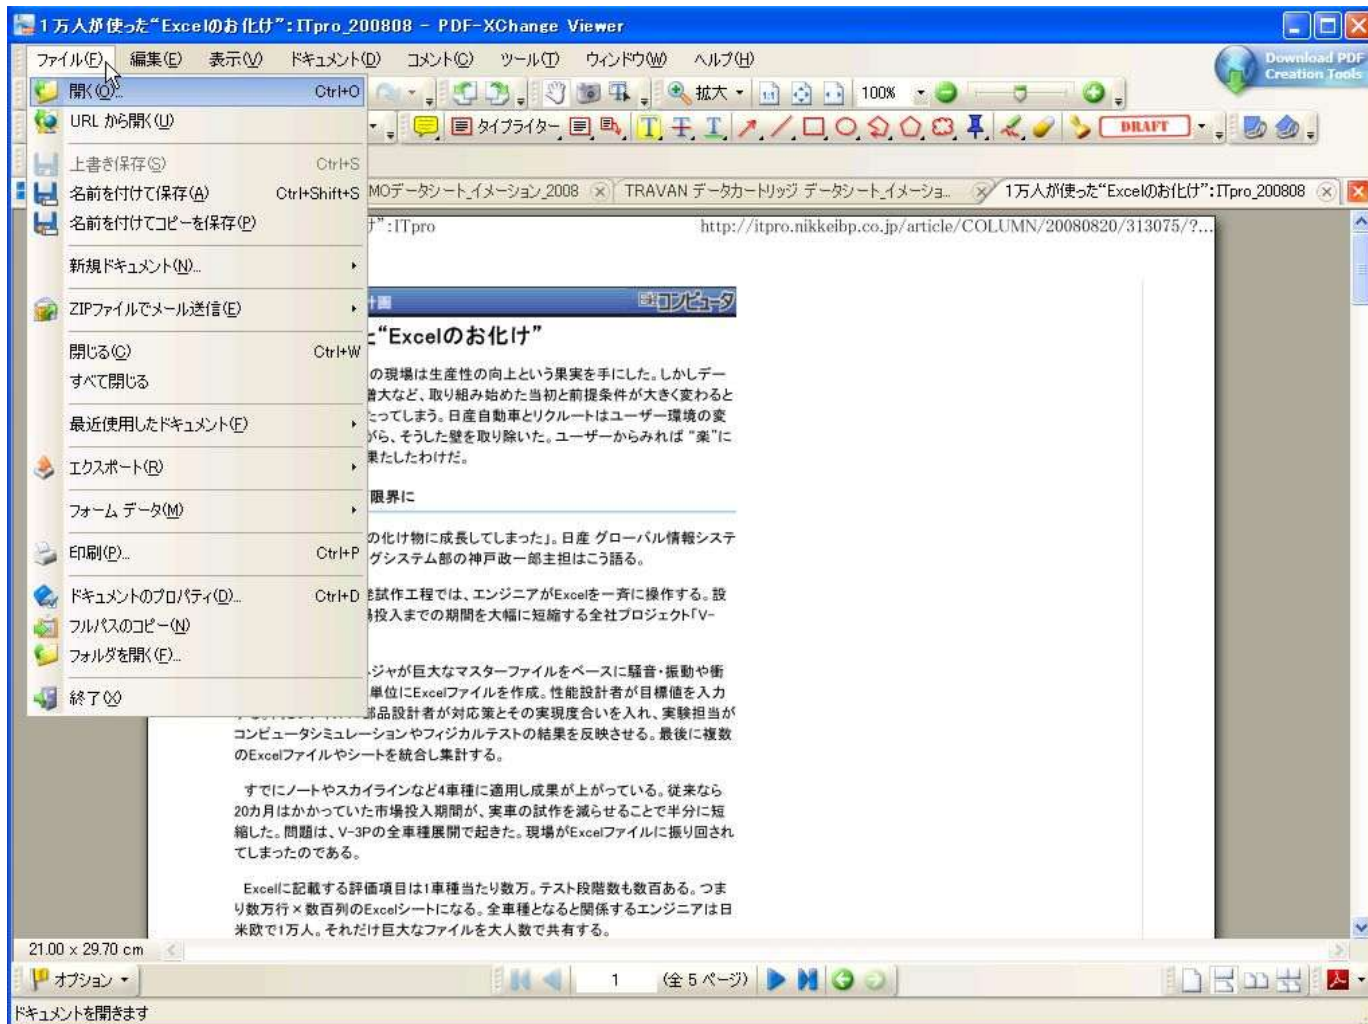 1万人が使った“Excelのお化け”:ITpro_200808 - PDF-XChange Viewer
ファイル(F) 編集(E) 表示(V) ドキュメント(D) コメント(C) ツール(T) ウィンドウ(W) ヘルプ(H)
Download PDF
Creation Tools
開く(O)... Ctrl+O
URL から開く(U)
上書き保存(S) Ctrl+S
名前を付けて保存(A) Ctrl+Shift+S
名前を付けてコピーを保存(P)
新規ドキュメント(N)...
ZIPファイルでメール送信(E)
閉じる(C) Ctrl+W
すべて閉じる
最近使用したドキュメント(F)
エクスポート(R)
フォーム データ(M)
印刷(P)... Ctrl+P
ドキュメントのプロパティ(D)... Ctrl+D
フルパスのコピー(N)
フォルダを開く(F)...
終了(X)
拡大 1:1 100%
タイプライター T T T DRAFT
MOデータシート_イメーション_2008 TRAVAN データカートリッジ データシート_イメーショ... 1万人が使った“Excelのお化け”:ITpro_200808
”:ITpro http://itpro.nikkeibp.co.jp/article/COLUMN/20080820/313075/?...
計画 日経コンピュータ
“Excelのお化け”
の現場は生産性の向上という果実を手にした。しかしデー
増大など、取り組み始めた当初と前提条件が大きく変わると
たってしまう。日産自動車とリクルートはユーザー環境の変
がら、そうした壁を取り除いた。ユーザーからみれば “楽”に
果たしたわけだ。
限界に
の化け物に成長してしまった」。日産 グローバル情報システ
グシステム部の神戸政一郎主担はこう語る。
試作工程では、エンジニアがExcelを一斉に操作する。設
投入までの期間を大幅に短縮する全社プロジェクト「V-
ジャが巨大なマスターファイルをベースに騒音・振動や衝
単位にExcelファイルを作成。性能設計者が目標値を入力
部品設計者が対応策とその実現度合いを入れ、実験担当が
コンピュータシミュレーションやフィジカルテストの結果を反映させる。最後に複数
のExcelファイルやシートを統合し集計する。
すでにノートやスカイラインなど4車種に適用し成果が上がっている。従来なら
20カ月はかかっていた市場投入期間が、実車の試作を減らせることで半分に短
縮した。問題は、V-3Pの全車種展開で起きた。現場がExcelファイルに振り回され
てしまったのである。
Excelに記載する評価項目は1車種当たり数万。テスト段階数も数百ある。つま
り数万行×数百列のExcelシートになる。全車種となると関係するエンジニアは日
米欧で1万人。それだけ巨大なファイルを大人数で共有する。
21.00 x 29.70 cm
オプション 1 (全 5 ページ)
ドキュメントを開きます